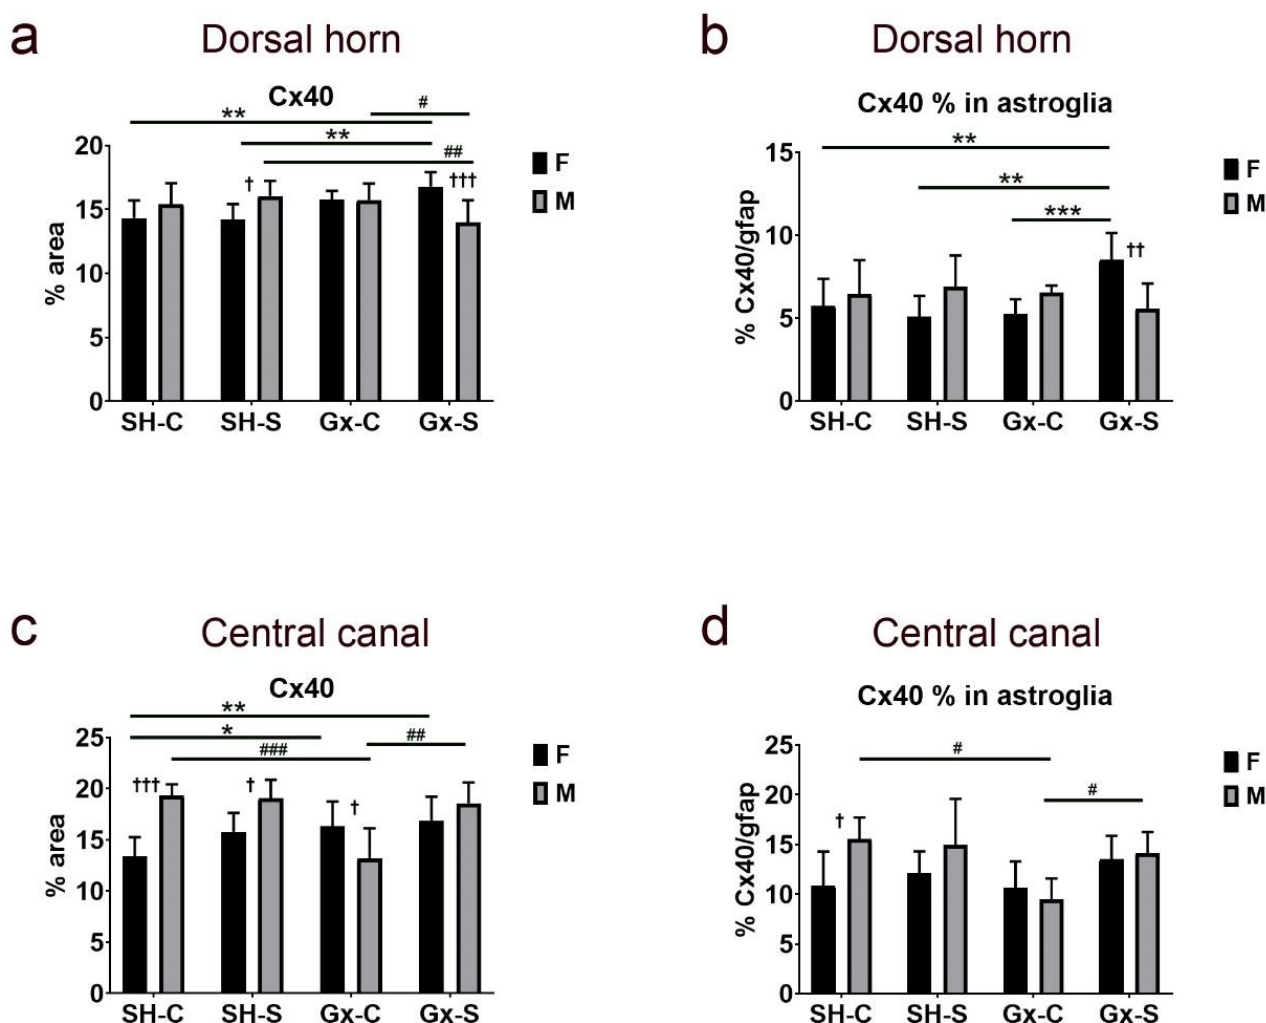 a Dorsal horn
Cx40
** #
**
##
† †††
20
15
10
5
0
% area
SH-C SH-S Gx-C Gx-S
F
M
b Dorsal horn
Cx40 % in astroglia
**
**
***
††
15
10
5
0
% Cx40/gfap
SH-C SH-S Gx-C Gx-S
F
M
c Central canal
Cx40
**
* ##
###
††† † †
25
20
15
10
5
0
% area
SH-C SH-S Gx-C Gx-S
F
M
d Central canal
Cx40 % in astroglia
#
#
†
25
20
15
10
5
0
% Cx40/gfap
SH-C SH-S Gx-C Gx-S
F
M